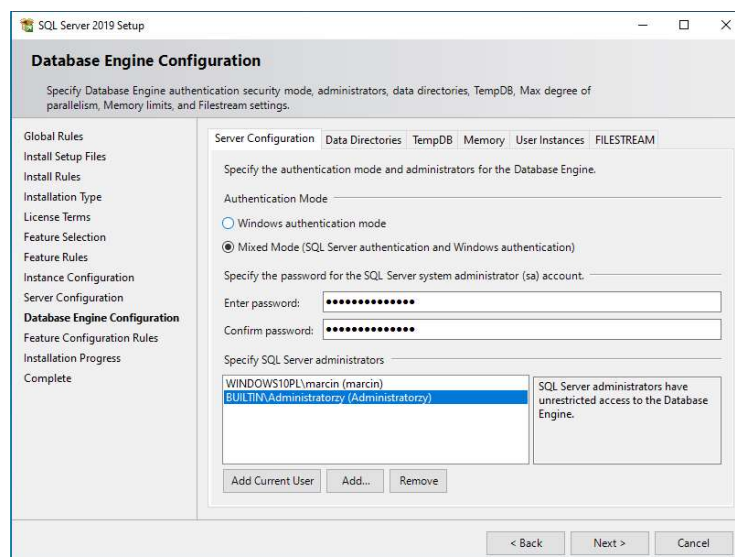 SQL Server 2019 Setup
Database Engine Configuration
Specify Database Engine authentication security mode, administrators, data directories, TempDB, Max degree of
parallelism, Memory limits, and Filestream settings.
Global Rules
Install Setup Files
Install Rules
Installation Type
License Terms
Feature Selection
Feature Rules
Instance Configuration
Server Configuration
Database Engine Configuration
Feature Configuration Rules
Installation Progress
Complete
Server Configuration Data Directories TempDB Memory User Instances FILESTREAM
Specify the authentication mode and administrators for the Database Engine.
Authentication Mode
Windows authentication mode
Mixed Mode (SQL Server authentication and Windows authentication)
Specify the password for the SQL Server system administrator (sa) account.
Enter password: ●●●●●●●●●●●●●●
Confirm password: ●●●●●●●●●●●●●●
Specify SQL Server administrators
WINDOWS10PL\marcin (marcin)
BUILTIN\Administratorzy (Administratorzy)
SQL Server administrators have
unrestricted access to the Database
Engine.
Add Current User Add... Remove
< Back Next > Cancel